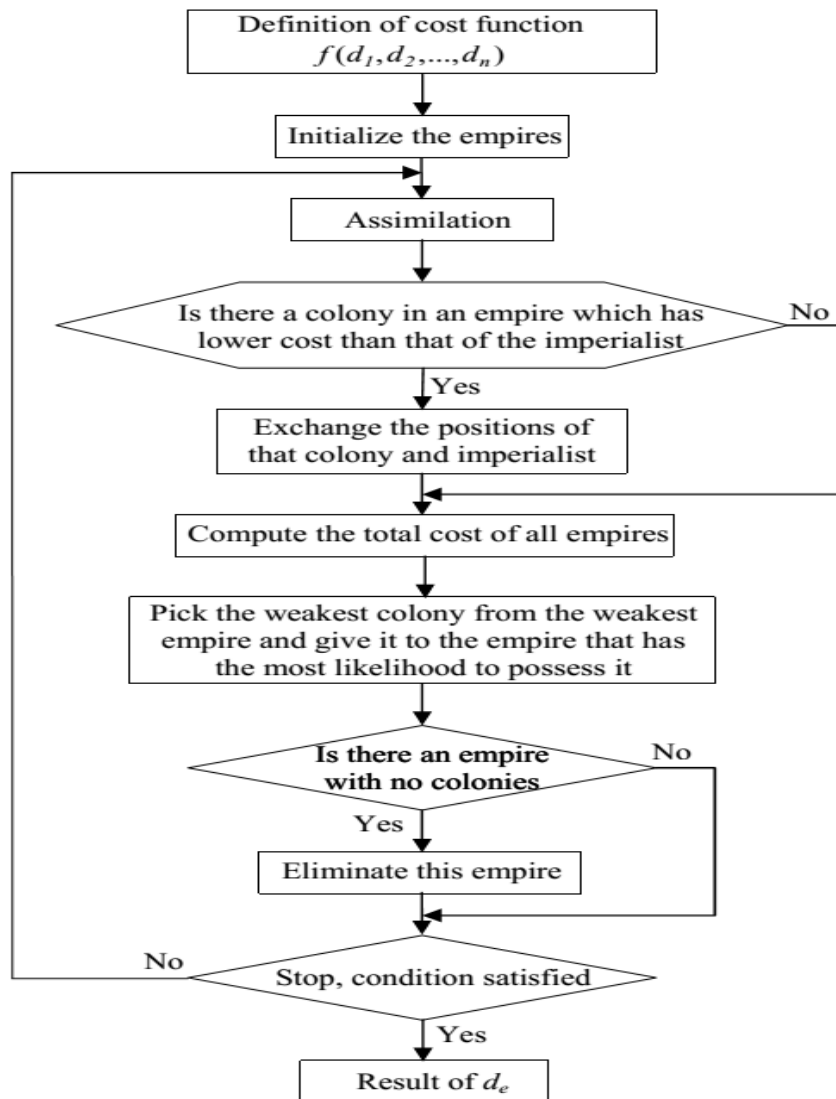 Definition of cost function
f(d1,d2,...,dn)
Initialize the empires
Assimilation
Is there a colony in an empire which has
lower cost than that of the imperialist
No
Yes
Exchange the positions of
that colony and imperialist
Compute the total cost of all empires
Pick the weakest colony from the weakest
empire and give it to the empire that has
the most likelihood to possess it
Is there an empire
with no colonies
No
Yes
Eliminate this empire
No
Stop, condition satisfied
Yes
Result of de